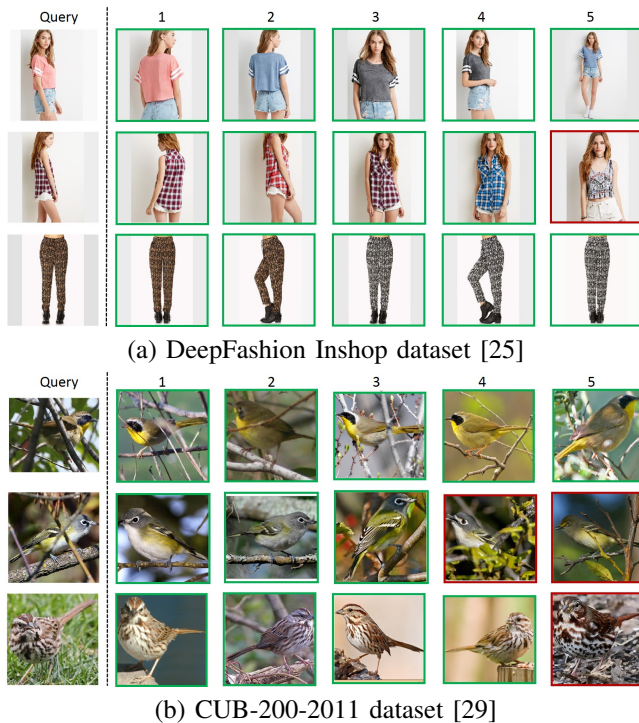 Query 1 2 3 4 5
(a) DeepFashion Inshop dataset [25]
Query 1 2 3 4 5
(b) CUB-200-2011 dataset [29]